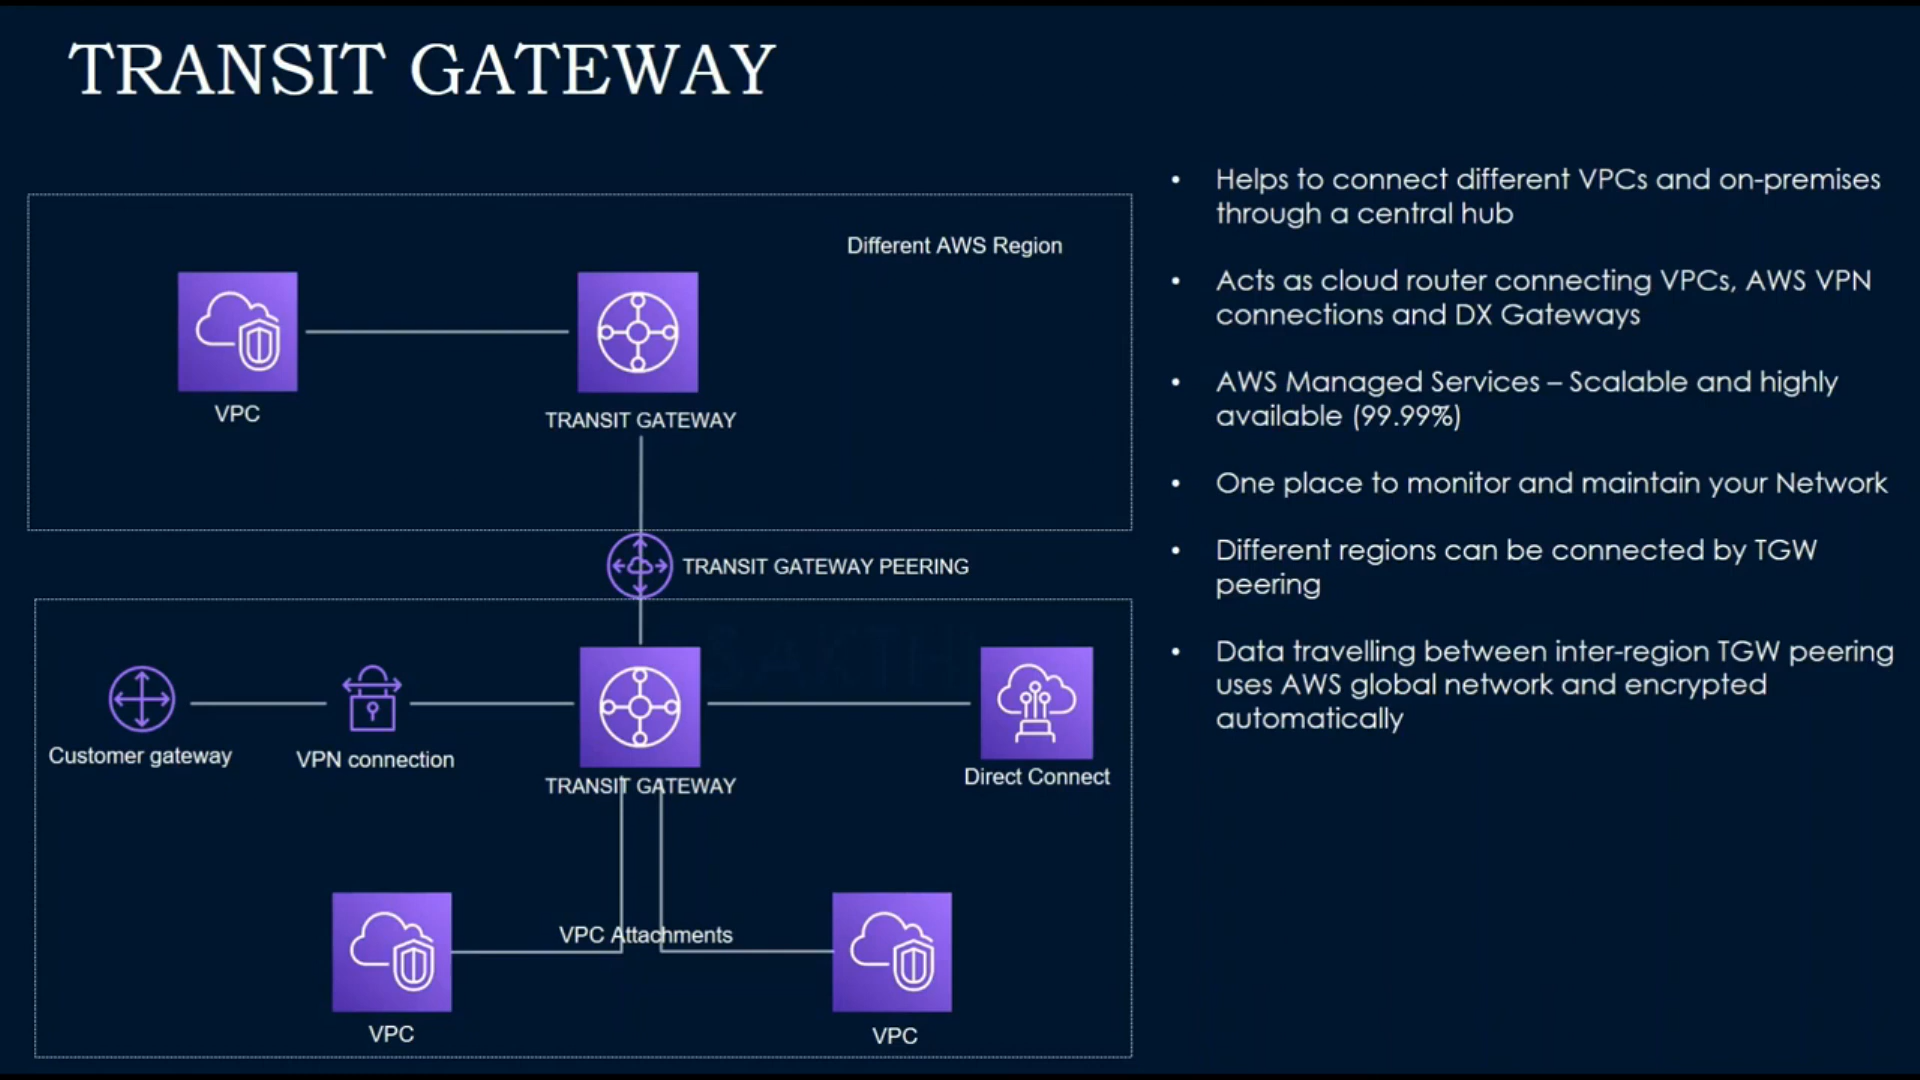 TRANSIT GATEWAY
Different AWS Region
VPC
TRANSIT GATEWAY
TRANSIT GATEWAY PEERING
Customer gateway
VPN connection
TRANSIT GATEWAY
Direct Connect
VPC Attachments
VPC
VPC
• Helps to connect different VPCs and on-premises
through a central hub
• Acts as cloud router connecting VPCs, AWS VPN
connections and DX Gateways
• AWS Managed Services – Scalable and highly
available (99.99%)
• One place to monitor and maintain your Network
• Different regions can be connected by TGW
peering
• Data travelling between inter-region TGW peering
uses AWS global network and encrypted
automatically